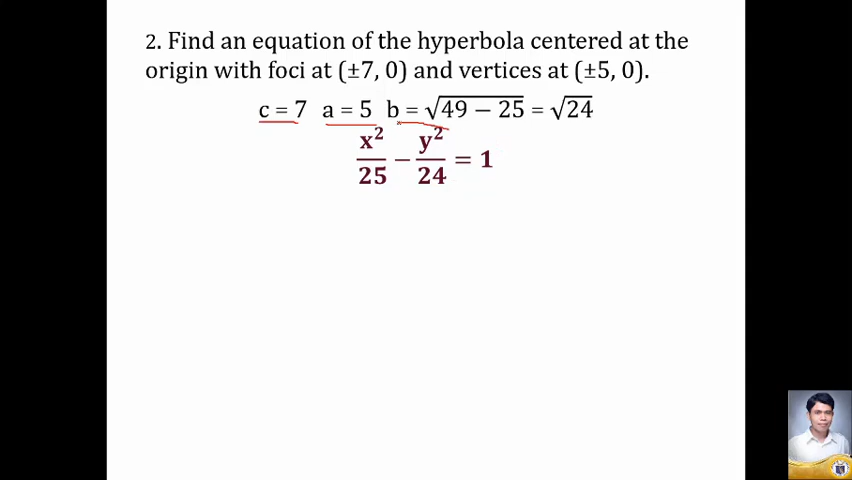 2. Find an equation of the hyperbola centered at the
origin with foci at (±7, 0) and vertices at (±5, 0).
c = 7 a = 5 b = √49 − 25 = √24
x²/25 − y²/24 = 1